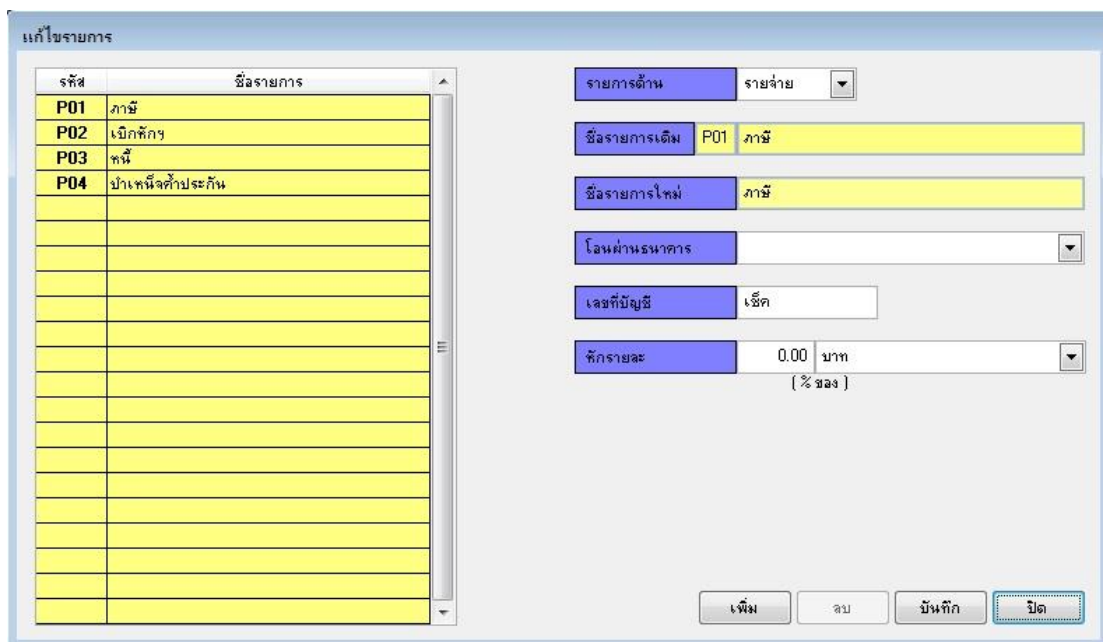 แก้ไขรายการ
รหัส ชื่อรายการ
P01 ภาษี
P02 เบิกหักฯ
P03 หนี้
P04 บำเหน็จค้ำประกัน
รายการด้าน รายจ่าย
ชื่อรายการเดิม P01 ภาษี
ชื่อรายการใหม่ ภาษี
โอนผ่านธนาคาร
เลขที่บัญชี เช็ค
หักรายละ 0.00 บาท
( % ของ )
เพิ่ม ลบ บันทึก ปิด